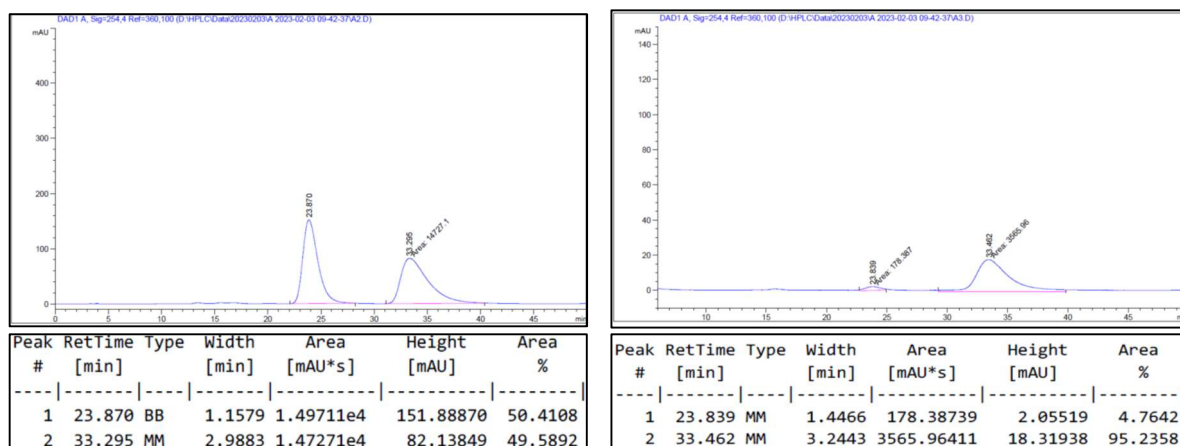 DAD1 A, Sig=254,4 Ref=360,100 (D:\HPLC\Data\20230203\A 2023-02-03 09-42-37\A2.D)
mAU
400
300
200
100
0
23.870
33.295
Area: 14727.1
0 5 10 15 20 25 30 35 40 45 min
Peak RetTime Type Width Area Height Area
# [min] [min] [mAU*s] [mAU] %
----|-------|----|-------|----------|----------|--------|
1 23.870 BB 1.1579 1.49711e4 151.88870 50.4108
2 33.295 MM 2.9883 1.47271e4 82.13849 49.5892
DAD1 A, Sig=254,4 Ref=360,100 (D:\HPLC\Data\20230203\A 2023-02-03 09-42-37\A3.D)
mAU
140
120
100
80
60
40
20
0
23.839
Area: 178.387
33.462
Area: 3565.96
10 15 20 25 30 35 40 45
Peak RetTime Type Width Area Height Area
# [min] [min] [mAU*s] [mAU] %
----|-------|----|-------|----------|----------|--------|
1 23.839 MM 1.4466 178.38739 2.05519 4.7642
2 33.462 MM 3.2443 3565.96411 18.31938 95.2358